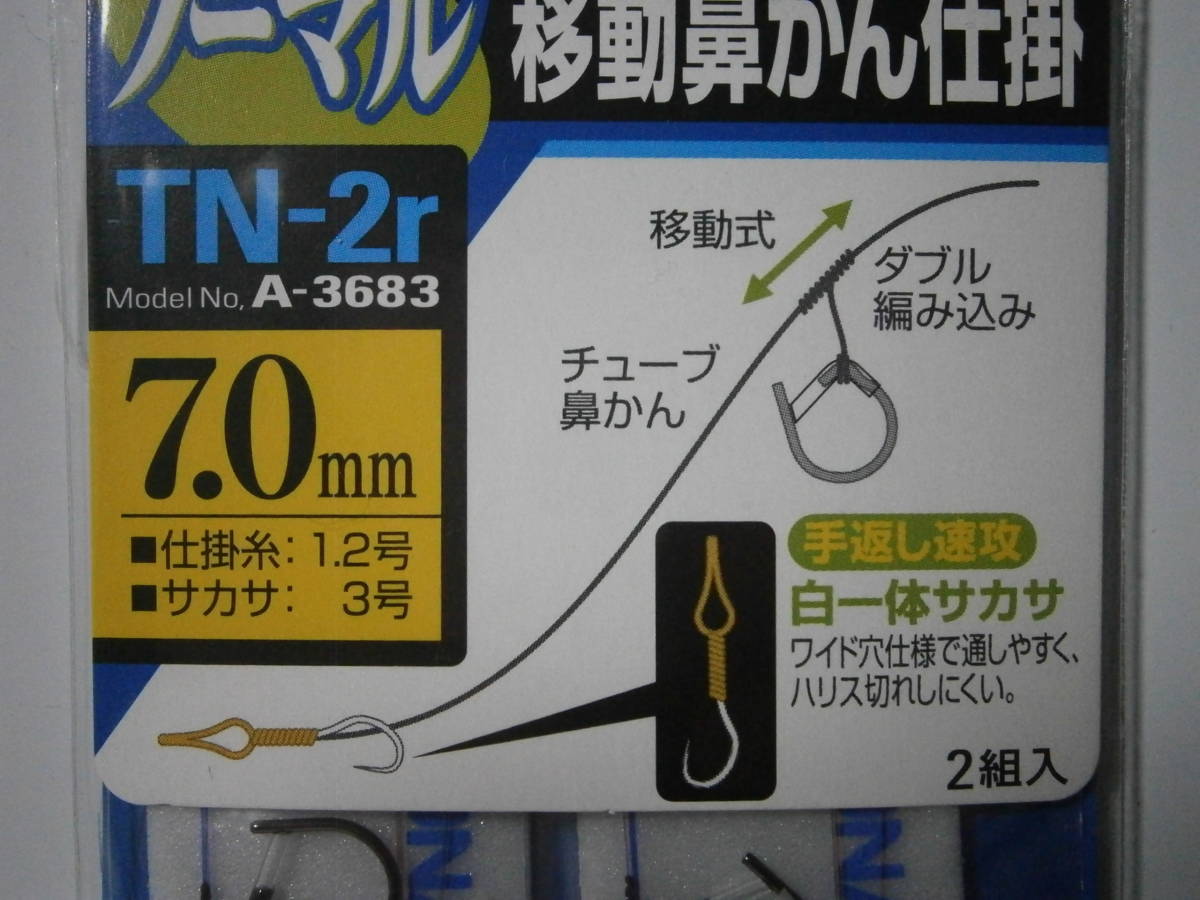 ノーマル
移動鼻かん仕掛
TN-2r
Model No, A-3683
7.0mm
■仕掛糸：1.2号
■サカサ： 3号
移動式
ダブル
編み込み
チューブ
鼻かん
手返し速攻
白一体サカサ
ワイド穴仕様で通しやすく、
ハリス切れしにくい。
2組入